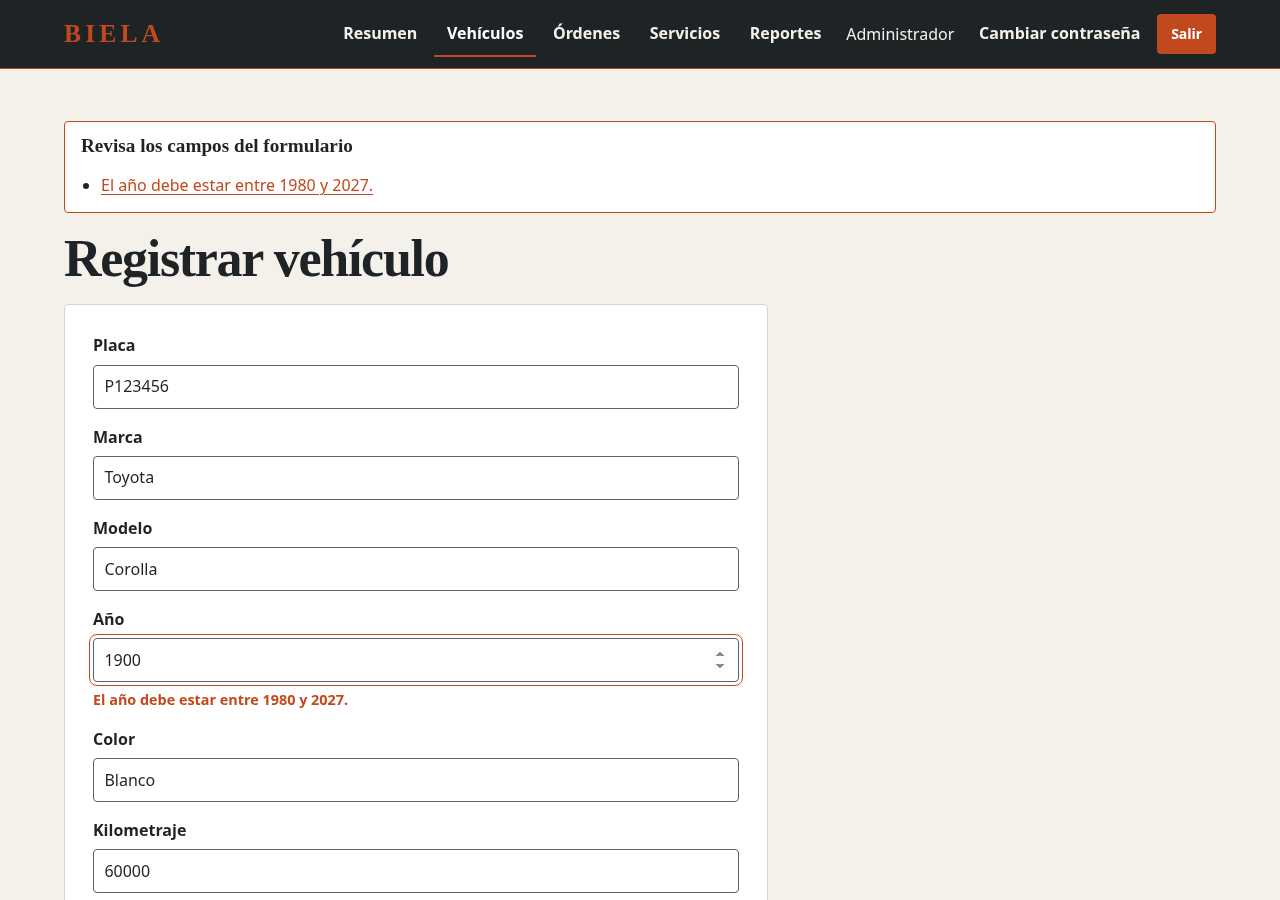 BIELA
Resumen
Vehículos
Órdenes
Servicios
Reportes
Administrador
Cambiar contraseña
Salir
Revisa los campos del formulario
El año debe estar entre 1980 y 2027.
Registrar vehículo
Placa
P123456
Marca
Toyota
Modelo
Corolla
Año
1900
El año debe estar entre 1980 y 2027.
Color
Blanco
Kilometraje
60000